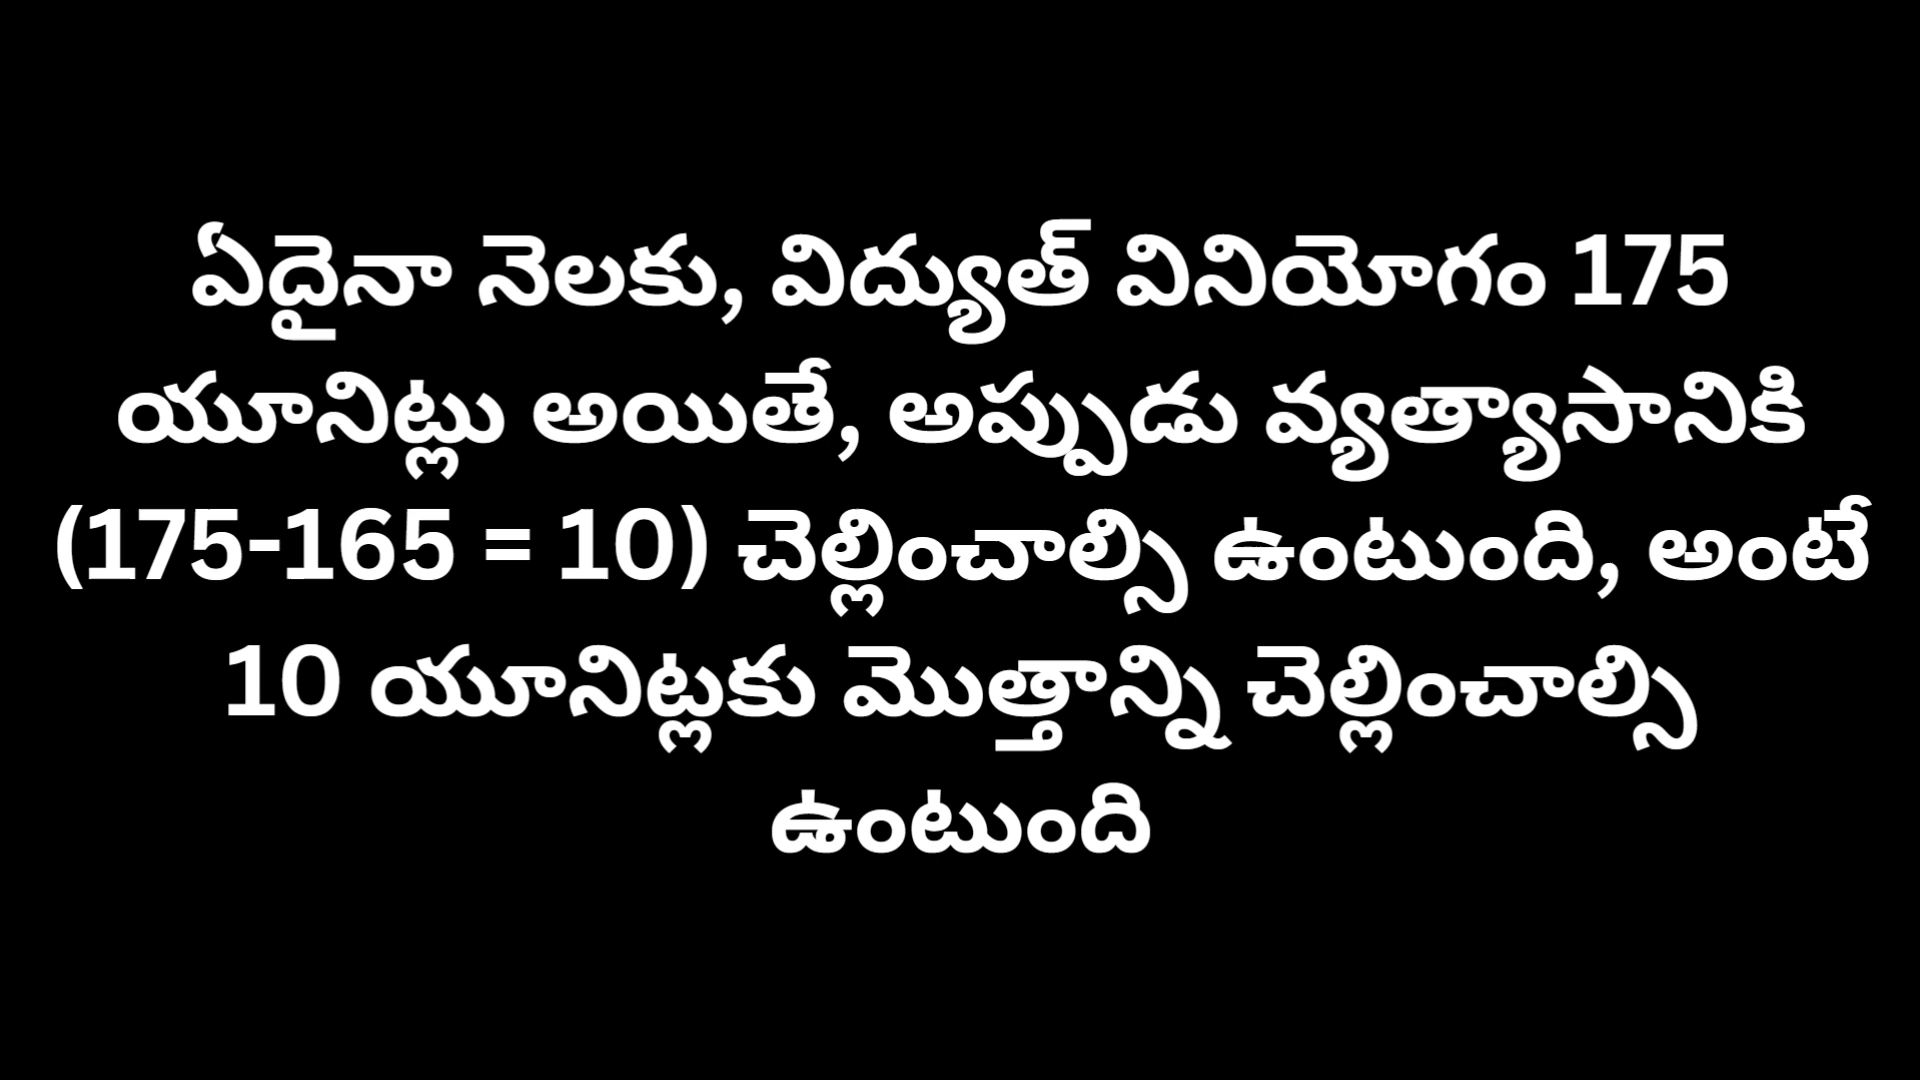 ఏదైనా నెలకు, విద్యుత్ వినియోగం 175
యూనిట్లు అయితే, అప్పుడు వ్యత్యాసానికి
(175-165 = 10) చెల్లించాల్సి ఉంటుంది, అంటే
10 యూనిట్లకు మొత్తాన్ని చెల్లించాల్సి
ఉంటుంది